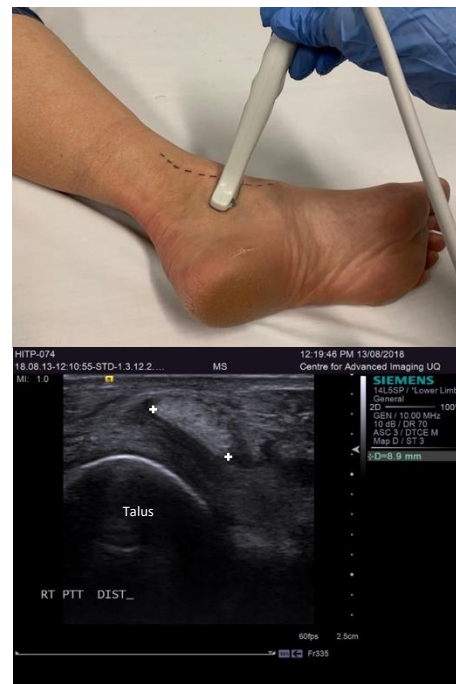 HITP-074
12:19:46 PM 13/08/2018
18.08.13-12:10:55-STD-1.3.12.2....
MS
Centre for Advanced Imaging UQ
MI: 1.0
SIEMENS
14L5SP / *Lower Limb
General
2D 100%
GEN / 10.00 MHz
10 dB / DR 70
ASC 3 / DTCE M
Map D / ST 3
D=8.9 mm
Talus
RT PTT DIST_
60fps
2.5cm
Fr335